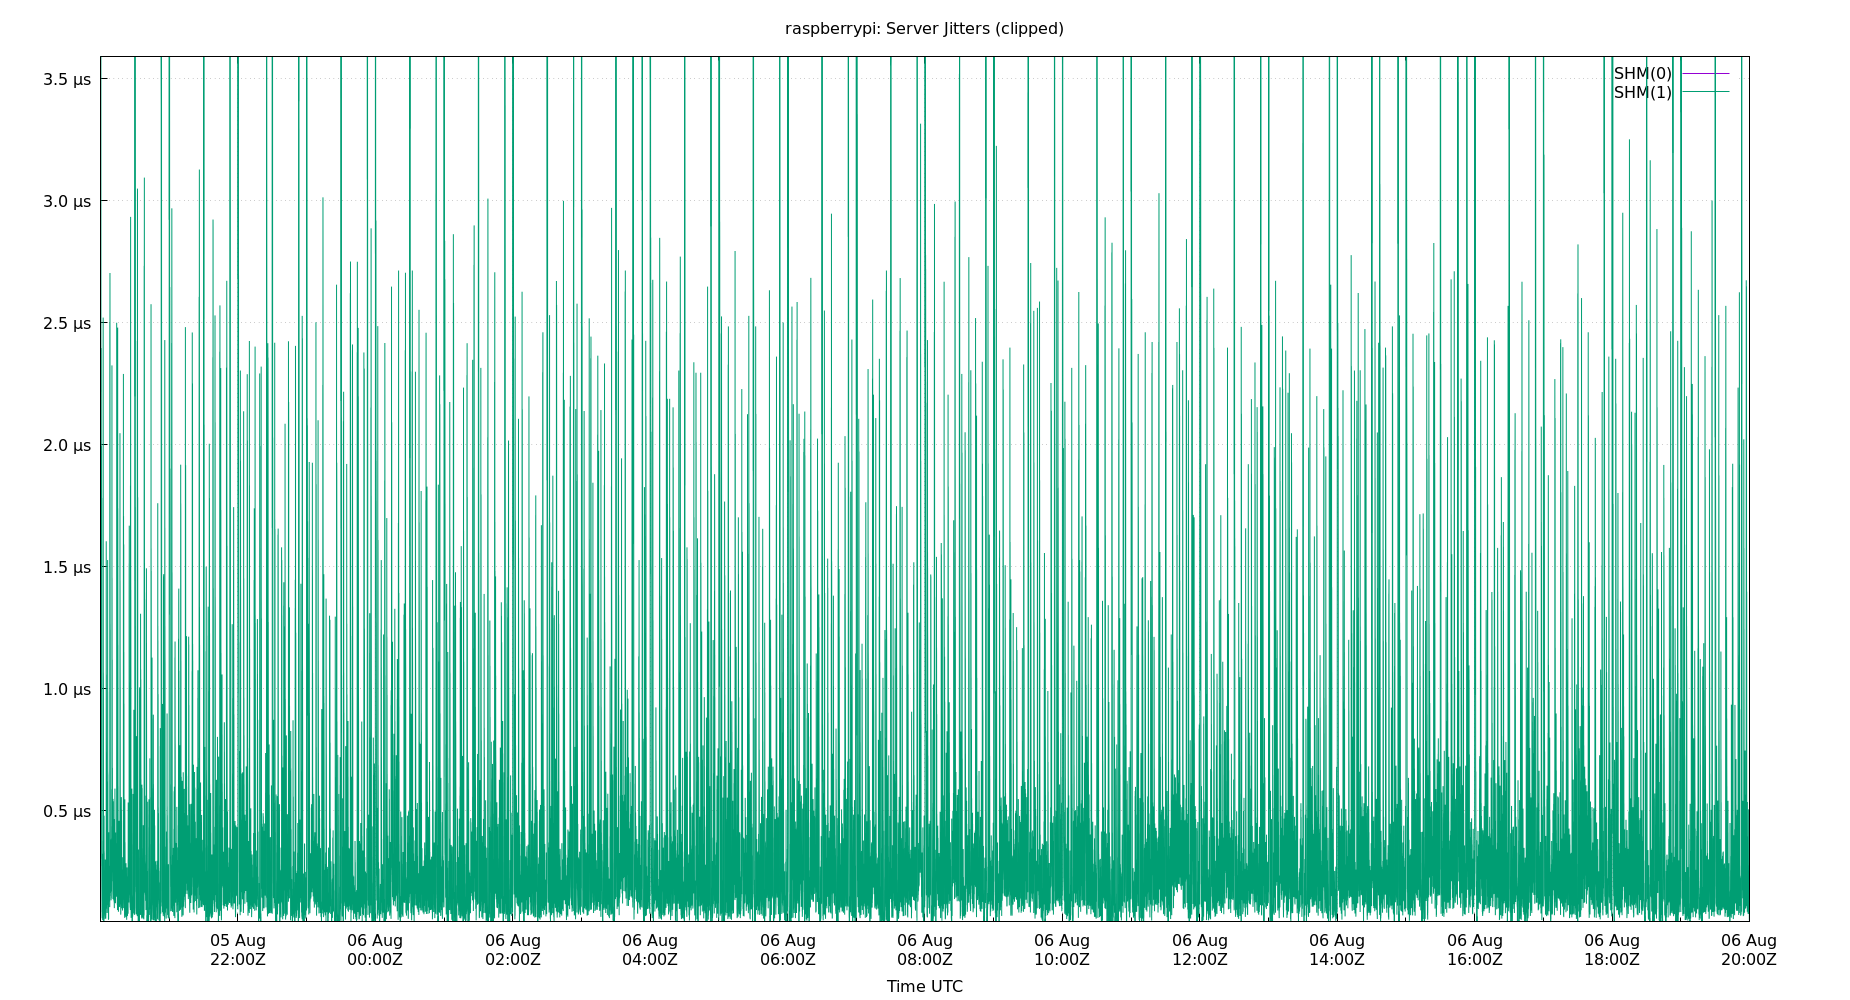 raspberrypi: Server Jitters (clipped)
3.5 µs
3.0 µs
2.5 µs
2.0 µs
1.5 µs
1.0 µs
0.5 µs
SHM(0)
SHM(1)
05 Aug 06 Aug 06 Aug 06 Aug 06 Aug 06 Aug 06 Aug 06 Aug 06 Aug 06 Aug 06 Aug 06 Aug
22:00Z 00:00Z 02:00Z 04:00Z 06:00Z 08:00Z 10:00Z 12:00Z 14:00Z 16:00Z 18:00Z 20:00Z
Time UTC